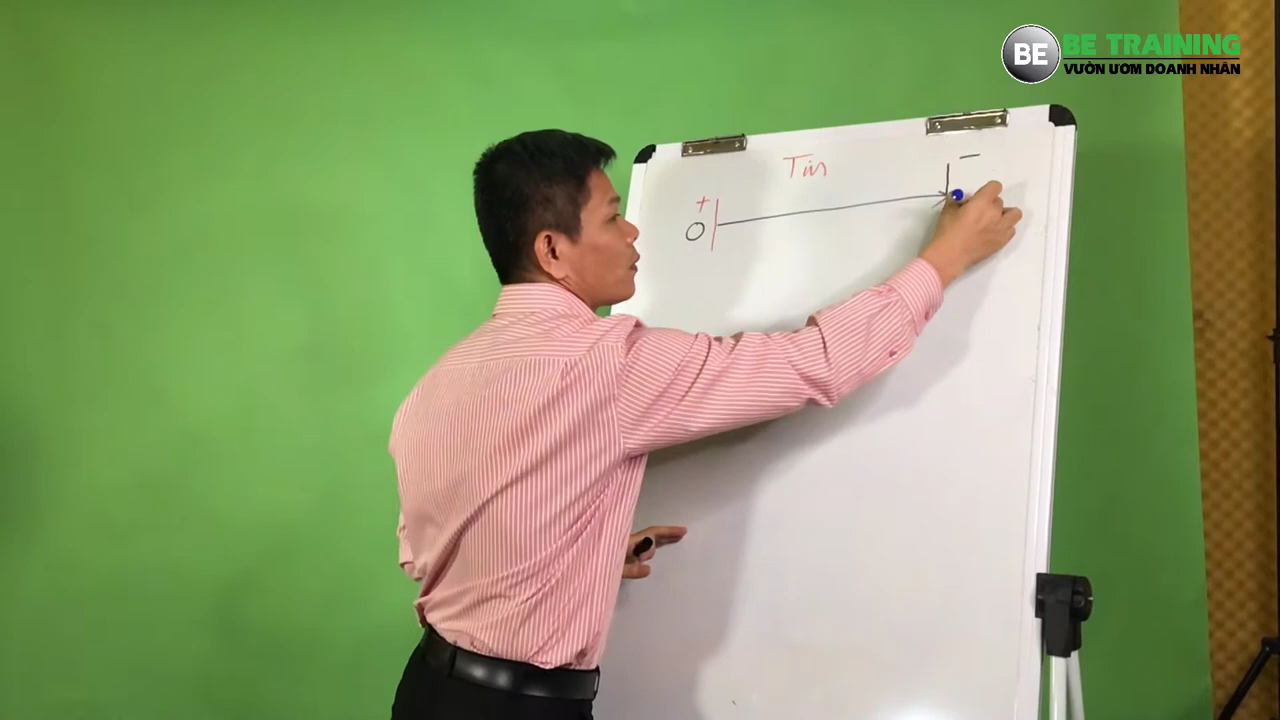 BE BE TRAINING
VƯỜN ƯƠM DOANH NHÂN
Tin
+
O
−